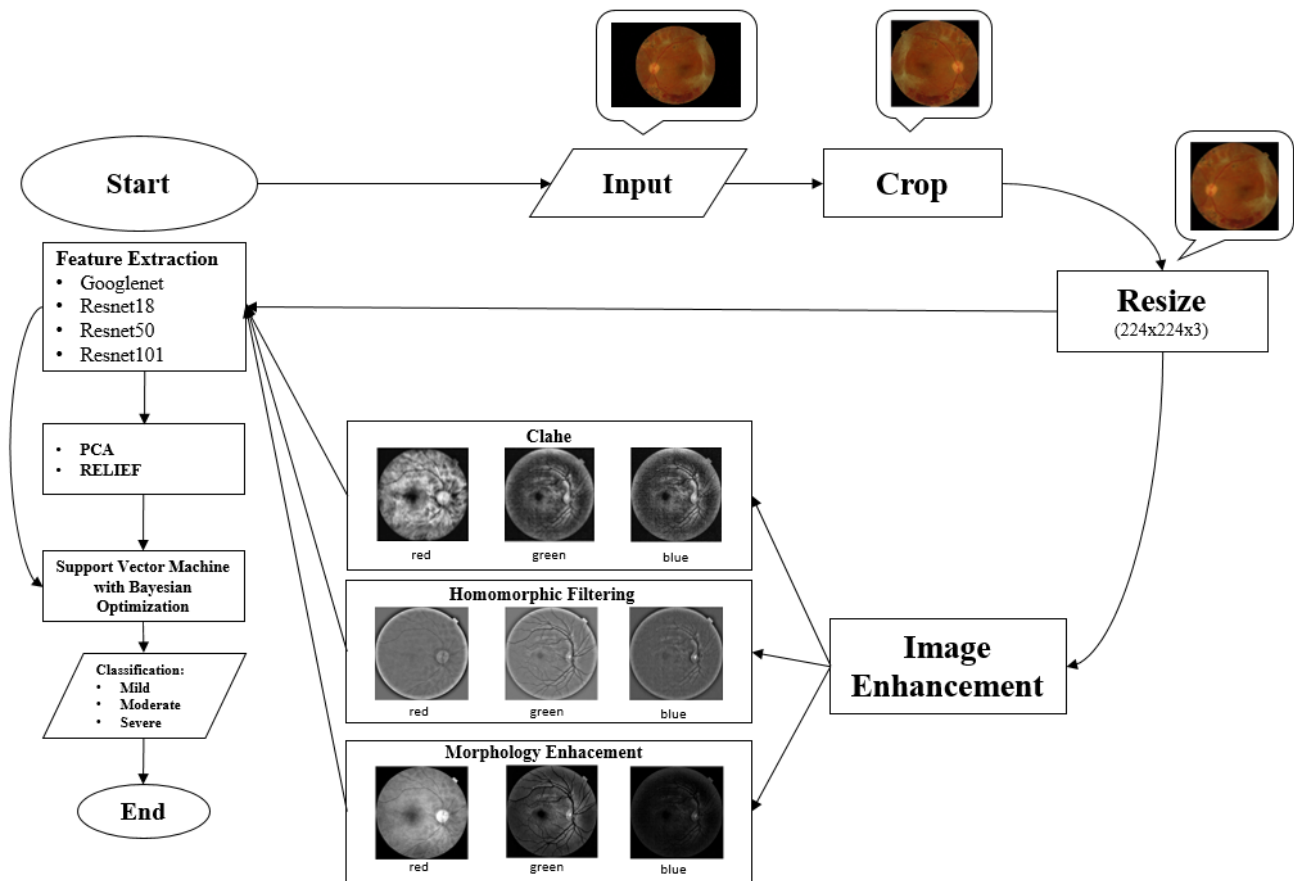 Start
Input
Crop
Resize
(224x224x3)
Feature Extraction
• Googlenet
• Resnet18
• Resnet50
• Resnet101
• PCA
• RELIEF
Support Vector Machine
with Bayesian
Optimization
Classification:
• Mild
• Moderate
• Severe
End
Clahe
red green blue
Homomorphic Filtering
red green blue
Morphology Enhacement
red green blue
Image
Enhancement